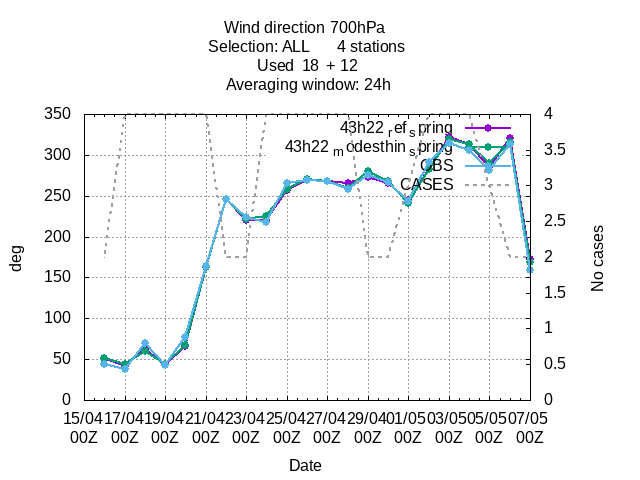 Wind direction 700hPa
Selection: ALL 4 stations
Used 18 + 12
Averaging window: 24h
43h22 refspring
43h22 modesthinspring
OBS
CASES
350
300
250
200
150
100
50
0
deg
4
3.5
3
2.5
2
1.5
1
0.5
0
No cases
15/04 17/04 19/04 21/04 23/04 25/04 27/04 29/04 01/05 03/05 05/05 07/05
00Z 00Z 00Z 00Z 00Z 00Z 00Z 00Z 00Z 00Z 00Z 00Z
Date